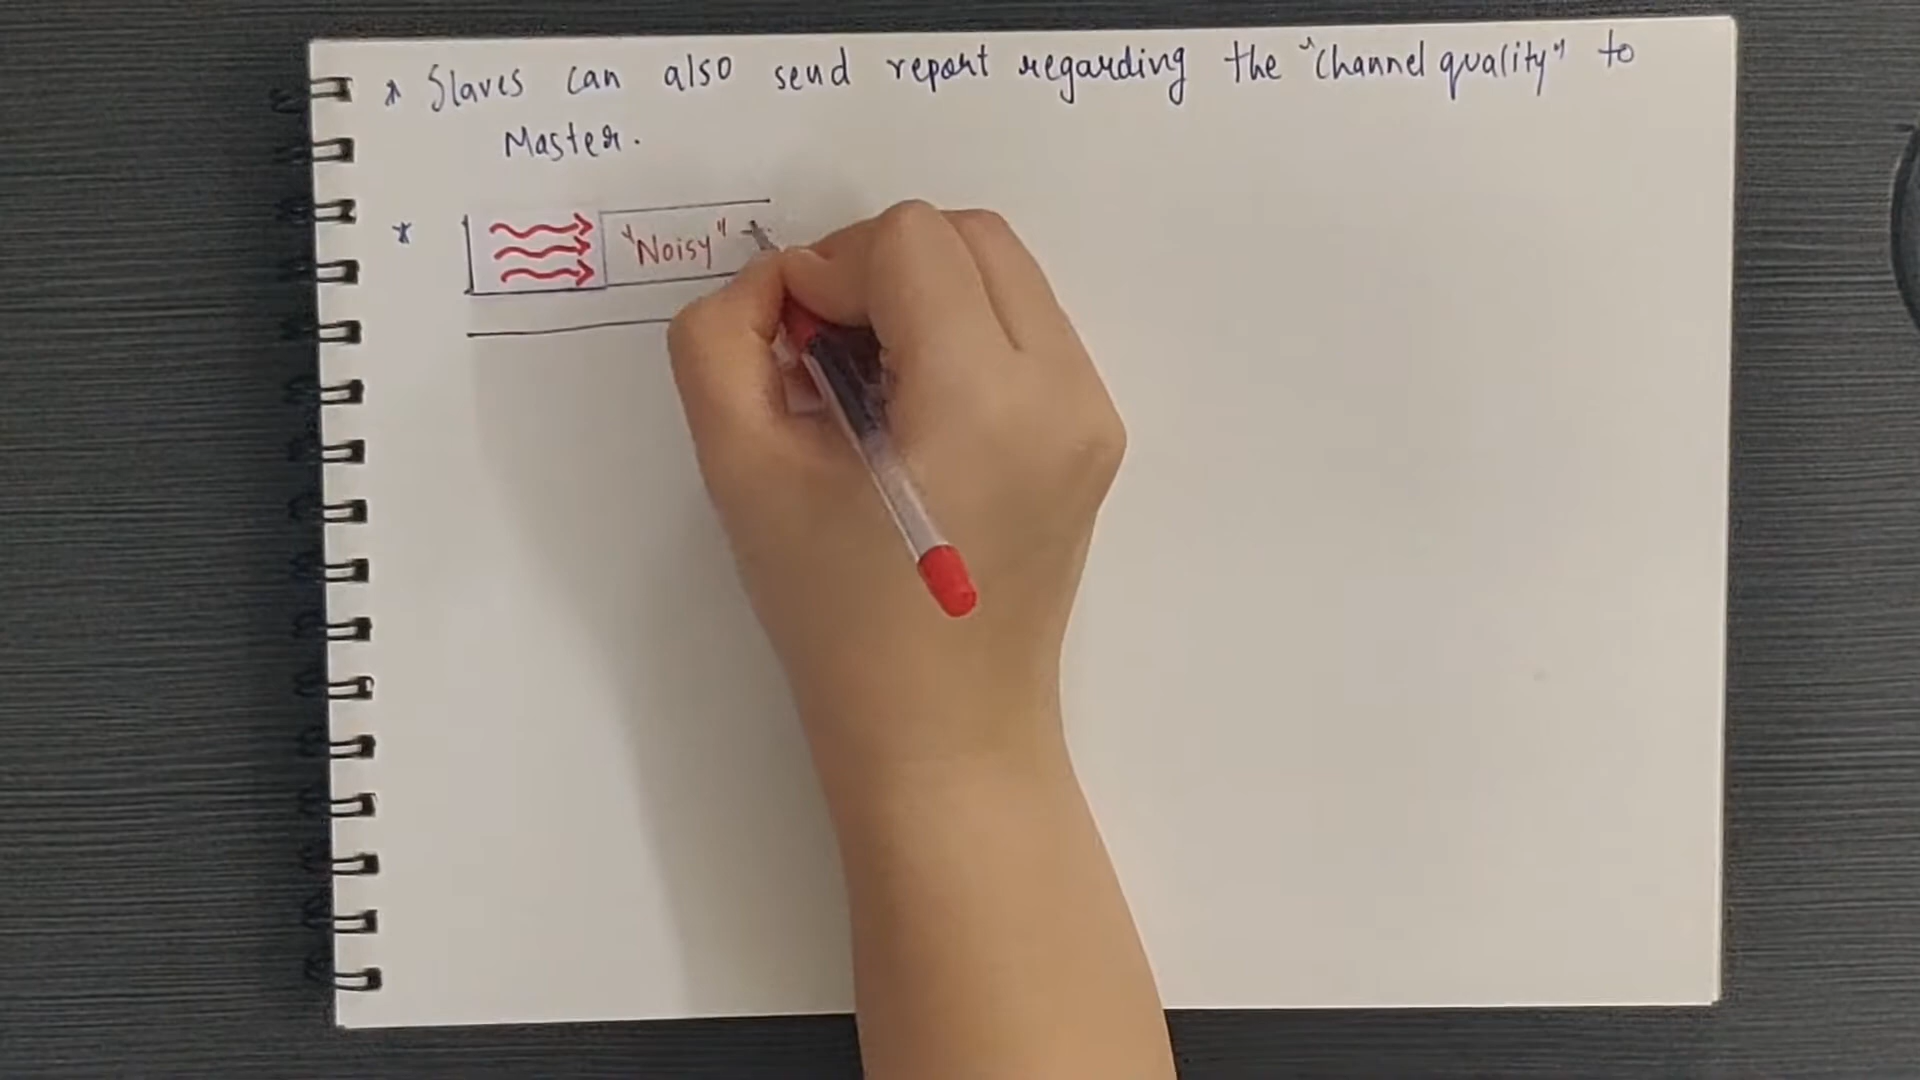 * Slaves can also send report regarding the "Channel quality" to
Master.
* "Noisy"